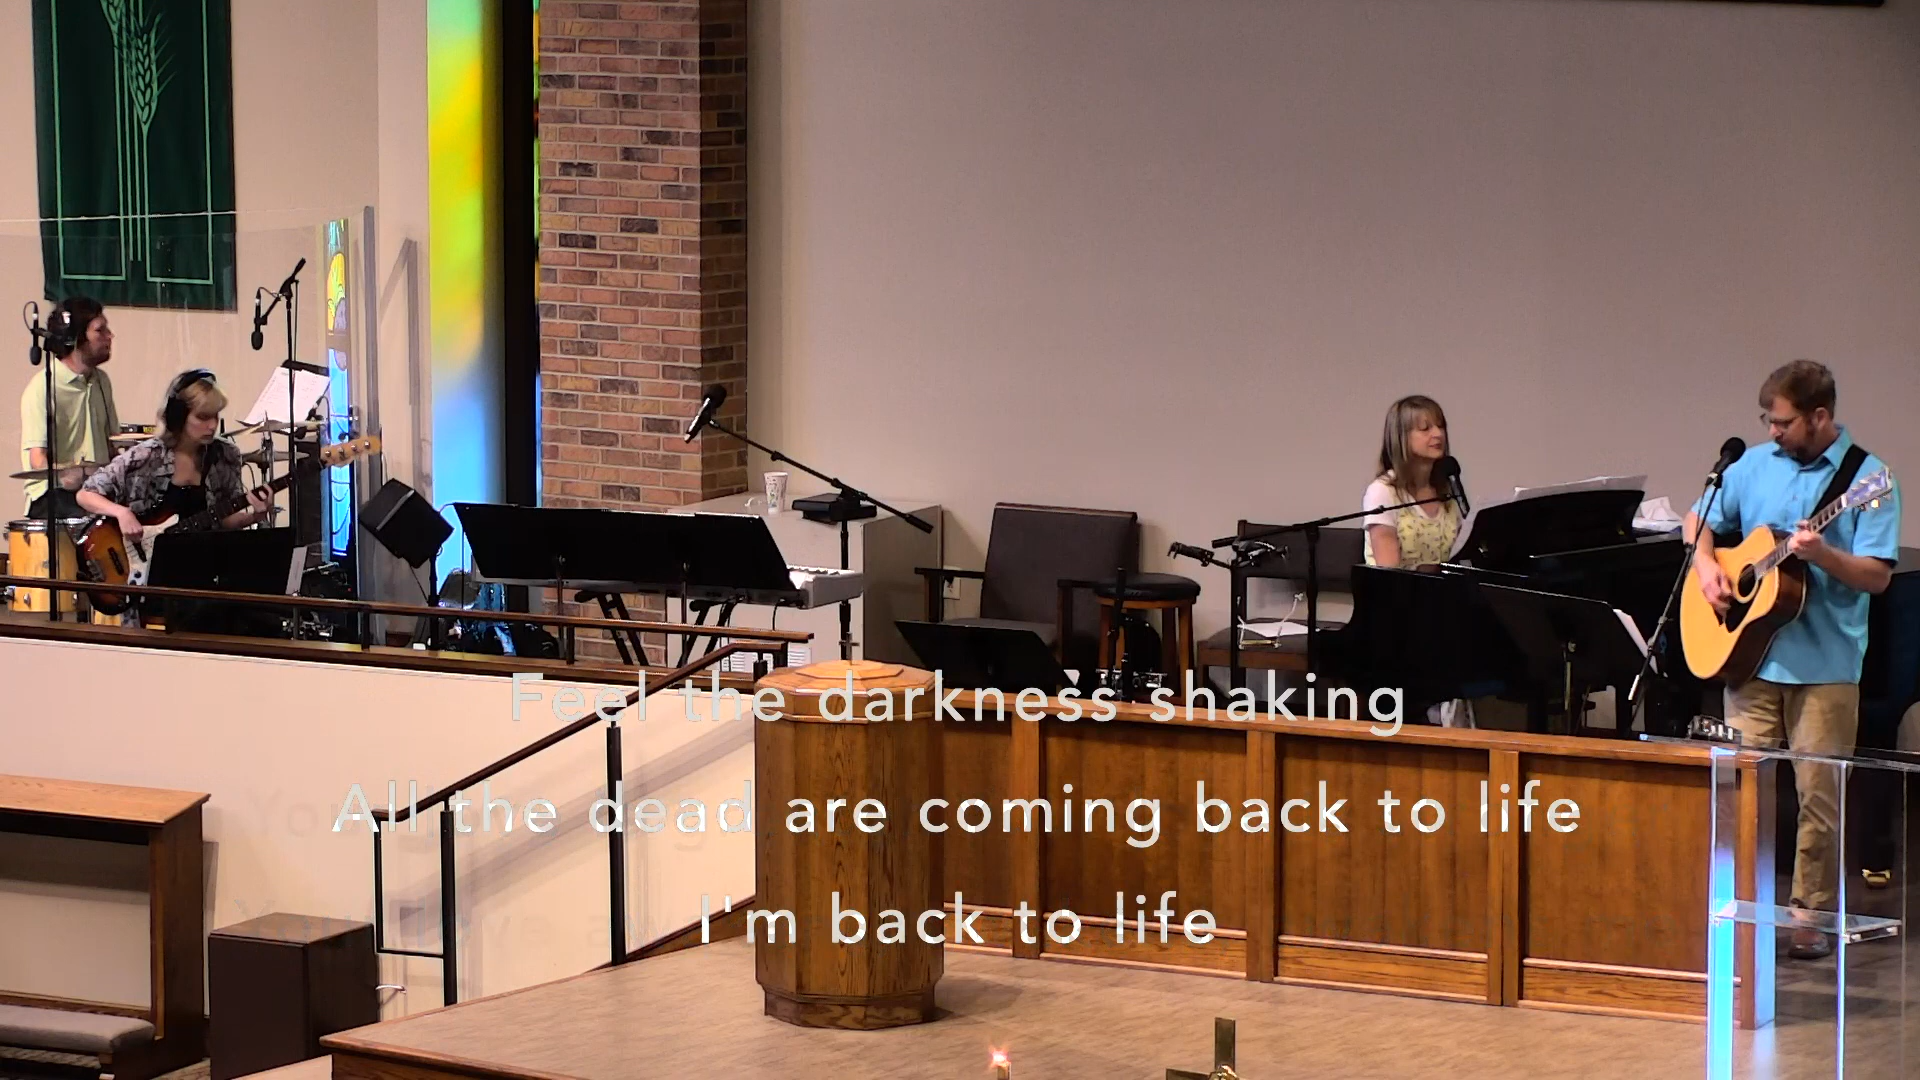 Feel the darkness shaking
All the dead are coming back to life
I'm back to life